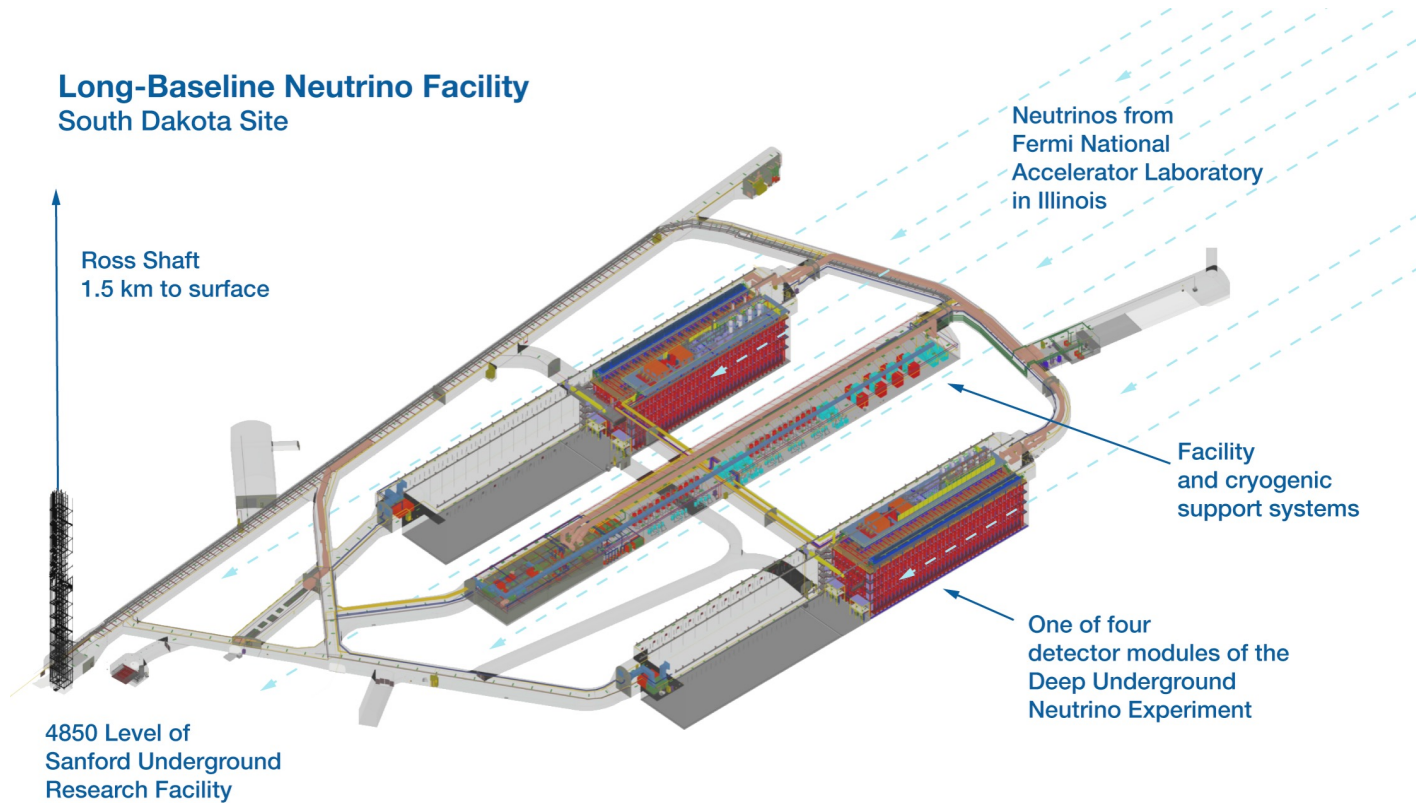 Long-Baseline Neutrino Facility
South Dakota Site
Neutrinos from
Fermi National
Accelerator Laboratory
in Illinois
Ross Shaft
1.5 km to surface
Facility
and cryogenic
support systems
One of four
detector modules of the
Deep Underground
Neutrino Experiment
4850 Level of
Sanford Underground
Research Facility